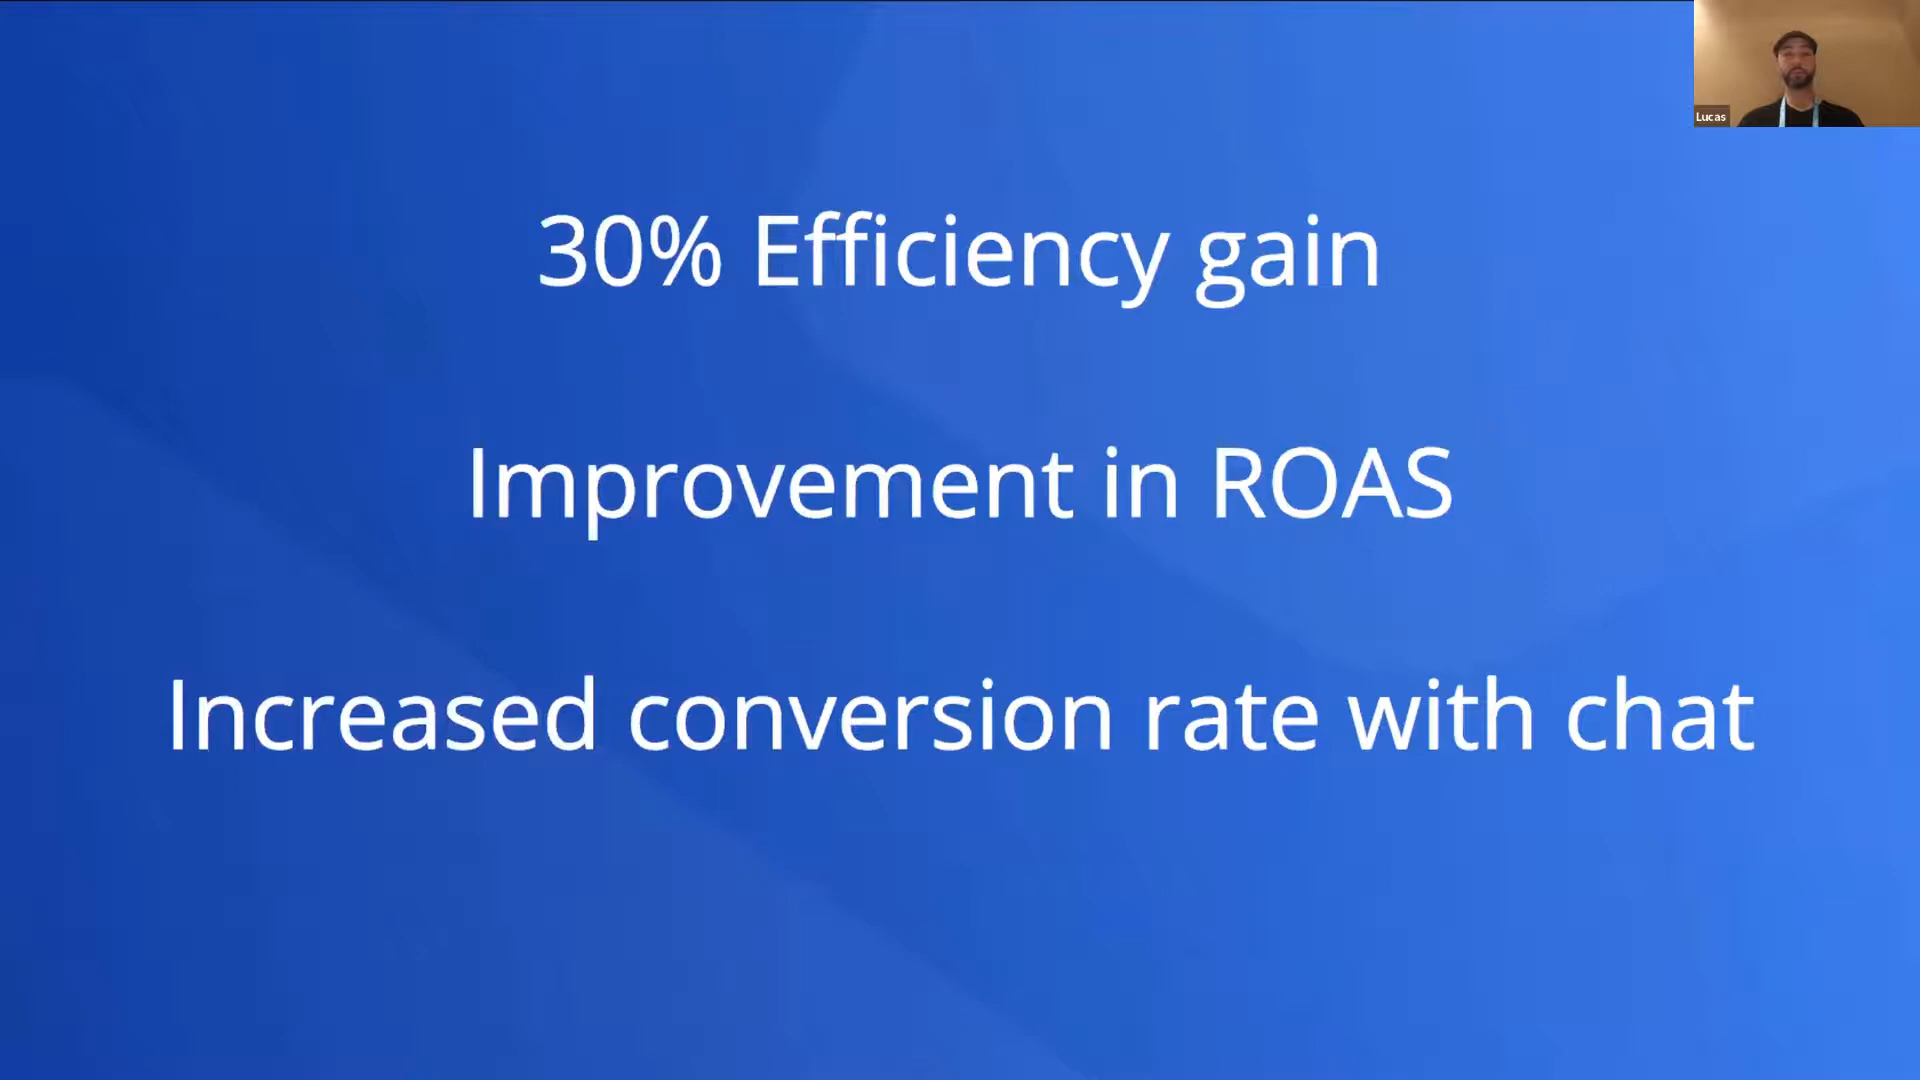 Lucas
30% Efficiency gain
Improvement in ROAS
Increased conversion rate with chat